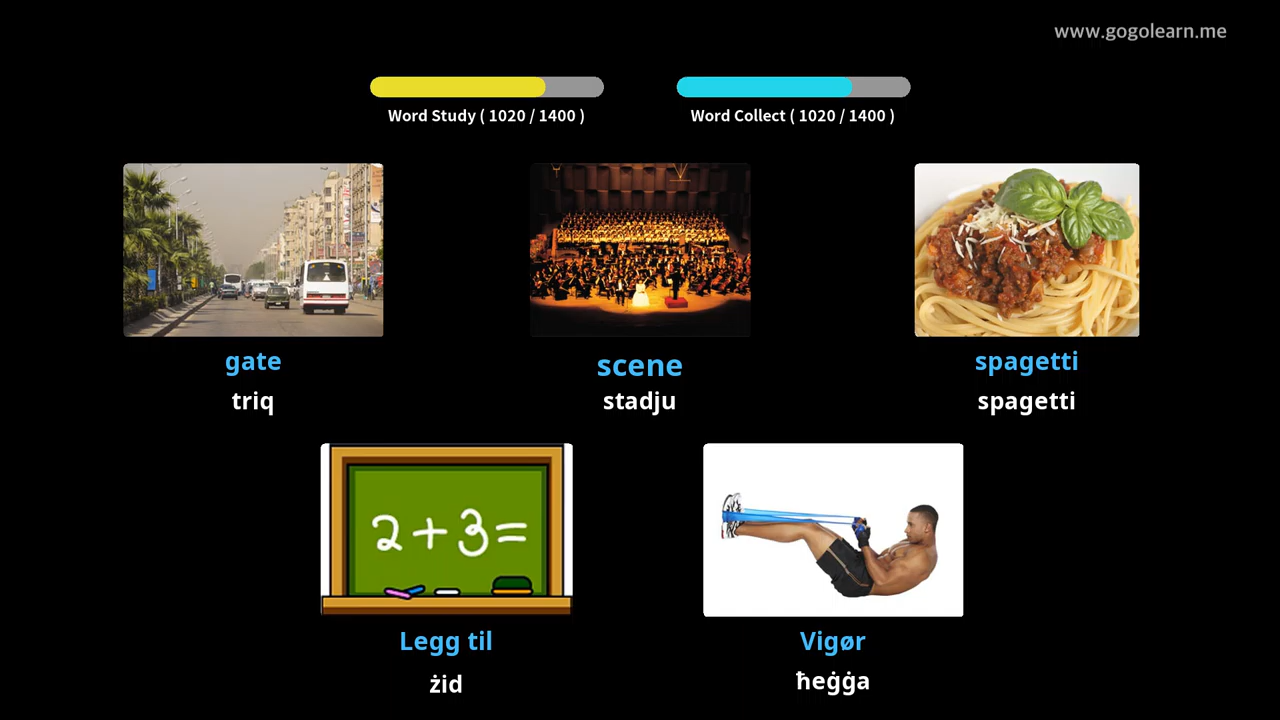 www.gogolearn.me
Word Study ( 1020 / 1400 )
Word Collect ( 1020 / 1400 )
gate
triq
scene
stadju
spagetti
spagetti
2+3=
Legg til
żid
Vigør
ħeġġa